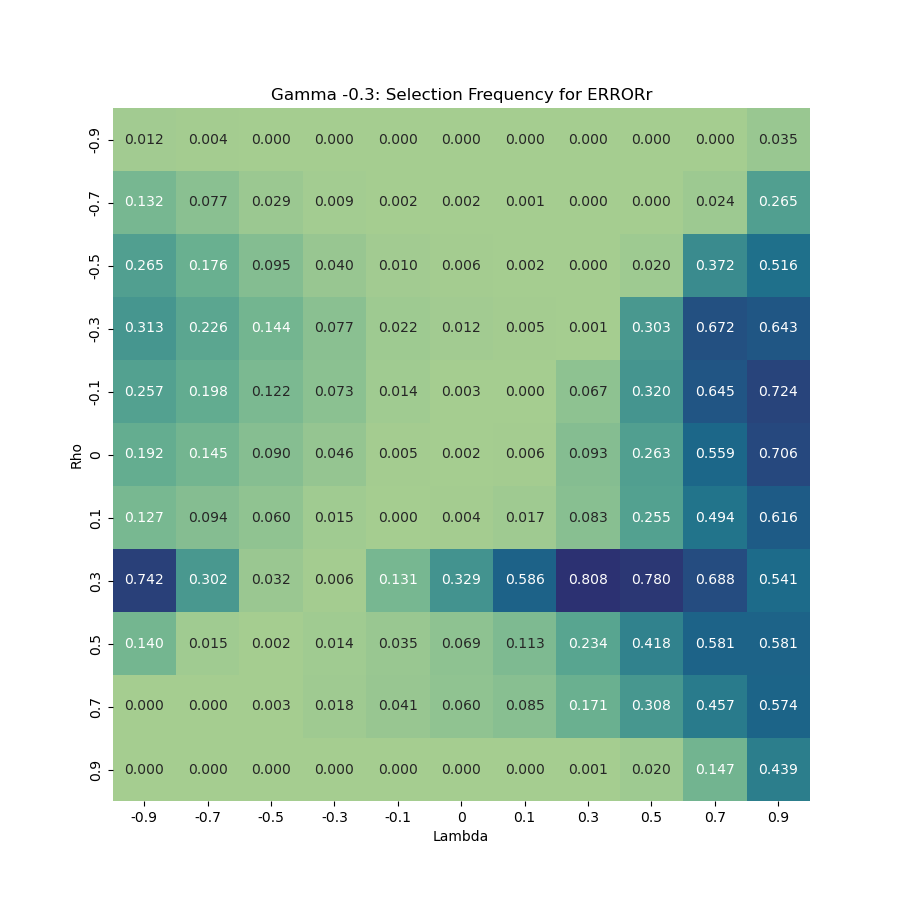 Gamma -0.3: Selection Frequency for ERRORr
-0.9 0.012 0.004 0.000 0.000 0.000 0.000 0.000 0.000 0.000 0.000 0.035
-0.7 0.132 0.077 0.029 0.009 0.002 0.002 0.001 0.000 0.000 0.024 0.265
-0.5 0.265 0.176 0.095 0.040 0.010 0.006 0.002 0.000 0.020 0.372 0.516
-0.3 0.313 0.226 0.144 0.077 0.022 0.012 0.005 0.001 0.303 0.672 0.643
-0.1 0.257 0.198 0.122 0.073 0.014 0.003 0.000 0.067 0.320 0.645 0.724
Rho
0 0.192 0.145 0.090 0.046 0.005 0.002 0.006 0.093 0.263 0.559 0.706
0.1 0.127 0.094 0.060 0.015 0.000 0.004 0.017 0.083 0.255 0.494 0.616
0.3 0.742 0.302 0.032 0.006 0.131 0.329 0.586 0.808 0.780 0.688 0.541
0.5 0.140 0.015 0.002 0.014 0.035 0.069 0.113 0.234 0.418 0.581 0.581
0.7 0.000 0.000 0.003 0.018 0.041 0.060 0.085 0.171 0.308 0.457 0.574
0.9 0.000 0.000 0.000 0.000 0.000 0.000 0.000 0.001 0.020 0.147 0.439
-0.9 -0.7 -0.5 -0.3 -0.1 0 0.1 0.3 0.5 0.7 0.9
Lambda